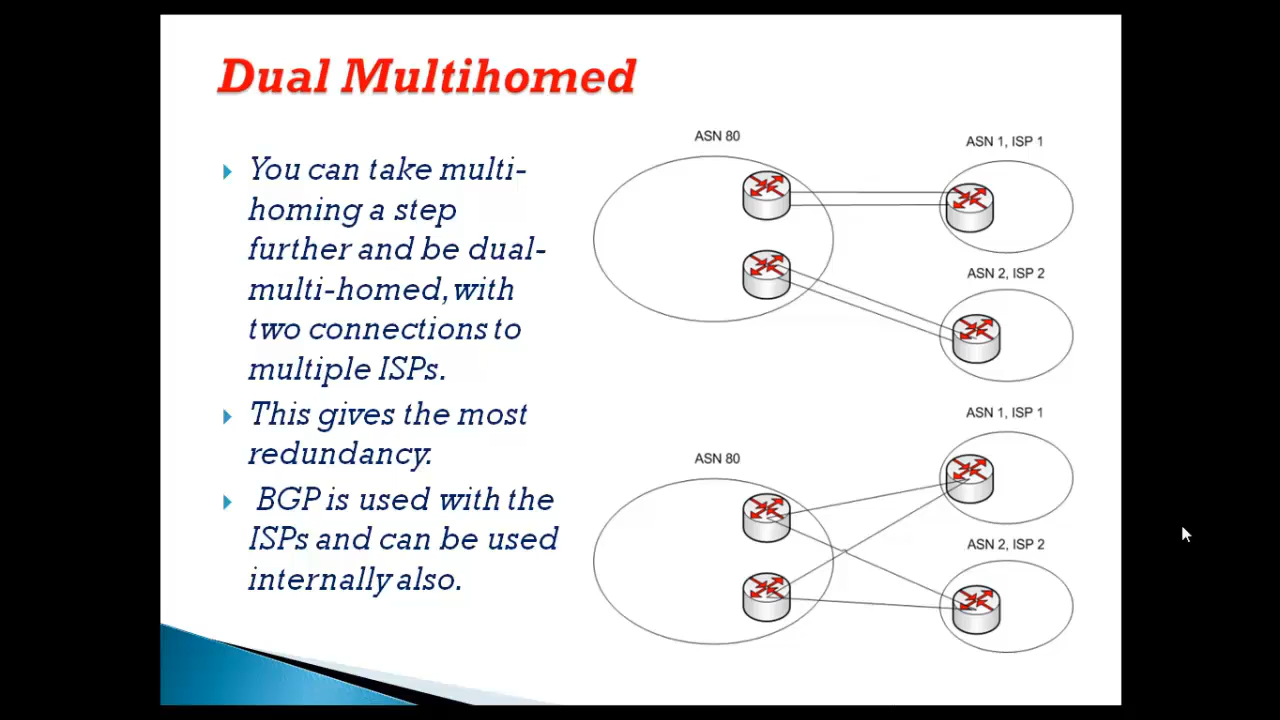 Dual Multihomed
You can take multi-
homing a step
further and be dual-
multi-homed, with
two connections to
multiple ISPs.
This gives the most
redundancy.
BGP is used with the
ISPs and can be used
internally also.
ASN 80
ASN 1, ISP 1
ASN 2, ISP 2
ASN 80
ASN 1, ISP 1
ASN 2, ISP 2